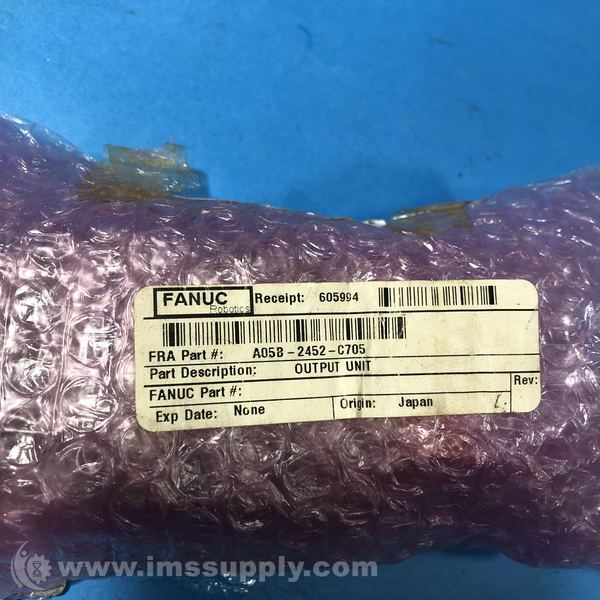 FANUC
Robotics
Receipt: 605994
FRA Part #: A05B-2452-C705
Part Description: OUTPUT UNIT
FANUC Part #:
Rev:
Exp Date: None
Origin: Japan
L
www.imssupply.com